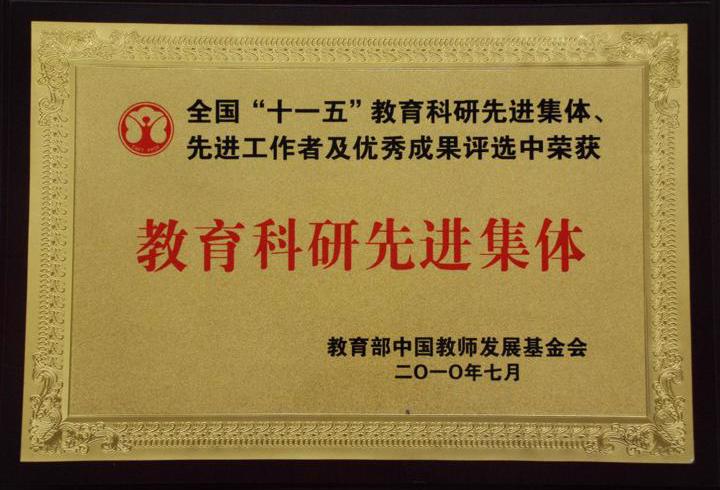 全国“十一五”教育科研先进集体、
先进工作者及优秀成果评选中荣获
教育科研先进集体
教育部中国教师发展基金会
二〇一〇年七月